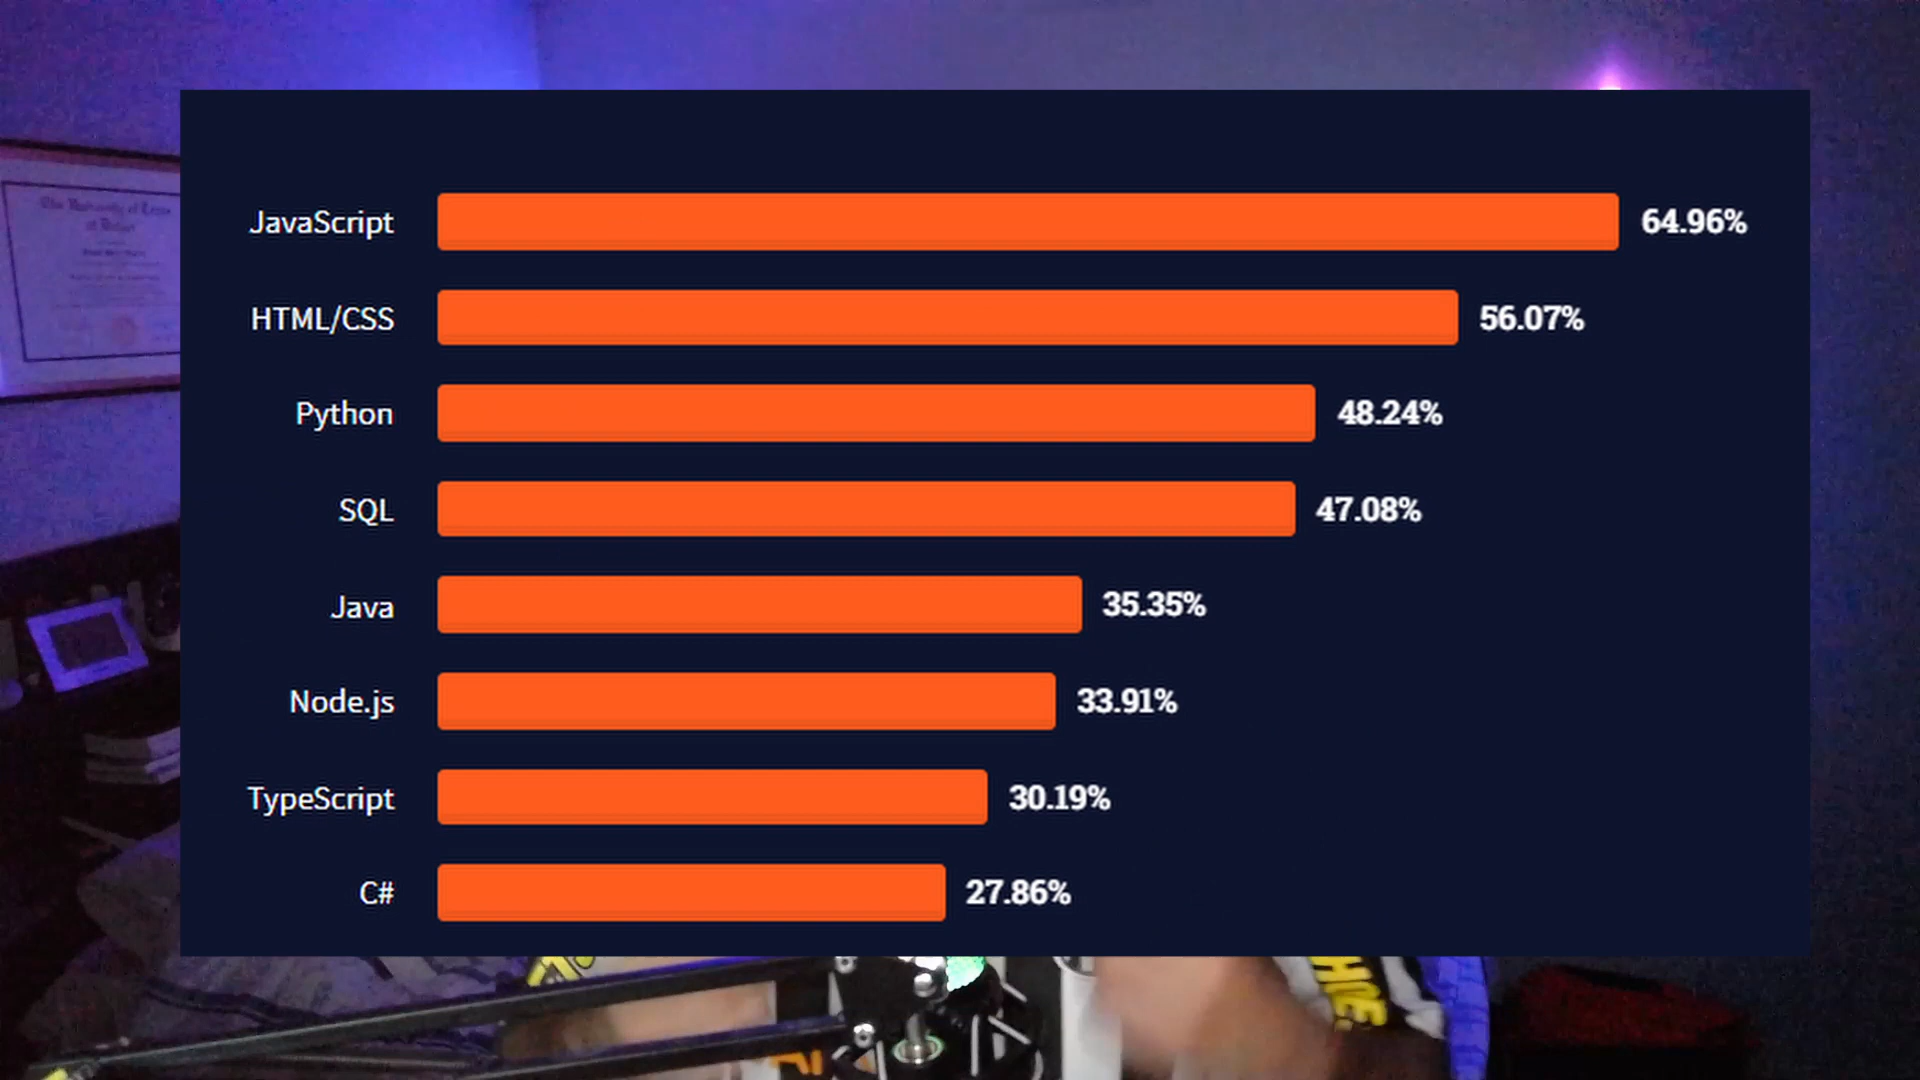 JavaScript 64.96%
HTML/CSS 56.07%
Python 48.24%
SQL 47.08%
Java 35.35%
Node.js 33.91%
TypeScript 30.19%
C# 27.86%